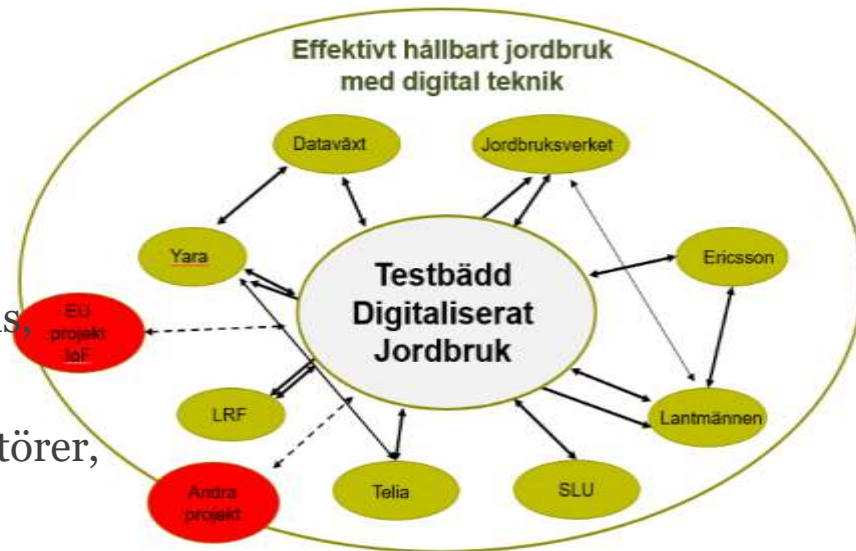 Effektivt hållbart jordbruk
med digital teknik
Dataväxt
Jordbruksverket
Yara
Ericsson
Testbädd
Digitaliserat
Jordbruk
s,
EU
projekt
IoF
LRF
Lantmännen
törer,
Andra
projekt
Telia
SLU